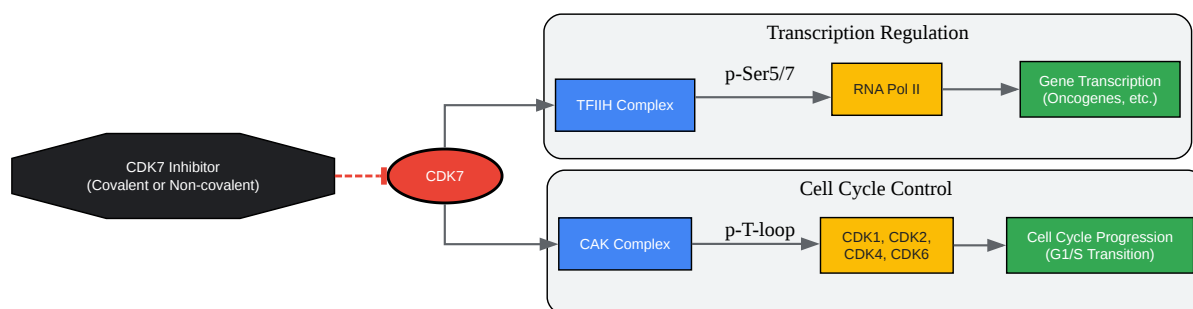 Transcription Regulation
p-Ser5/7
TFIIH Complex
RNA Pol II
Gene Transcription
(Oncogenes, etc.)
CDK7 Inhibitor
(Covalent or Non-covalent)
CDK7
Cell Cycle Control
p-T-loop
CAK Complex
CDK1, CDK2,
CDK4, CDK6
Cell Cycle Progression
(G1/S Transition)